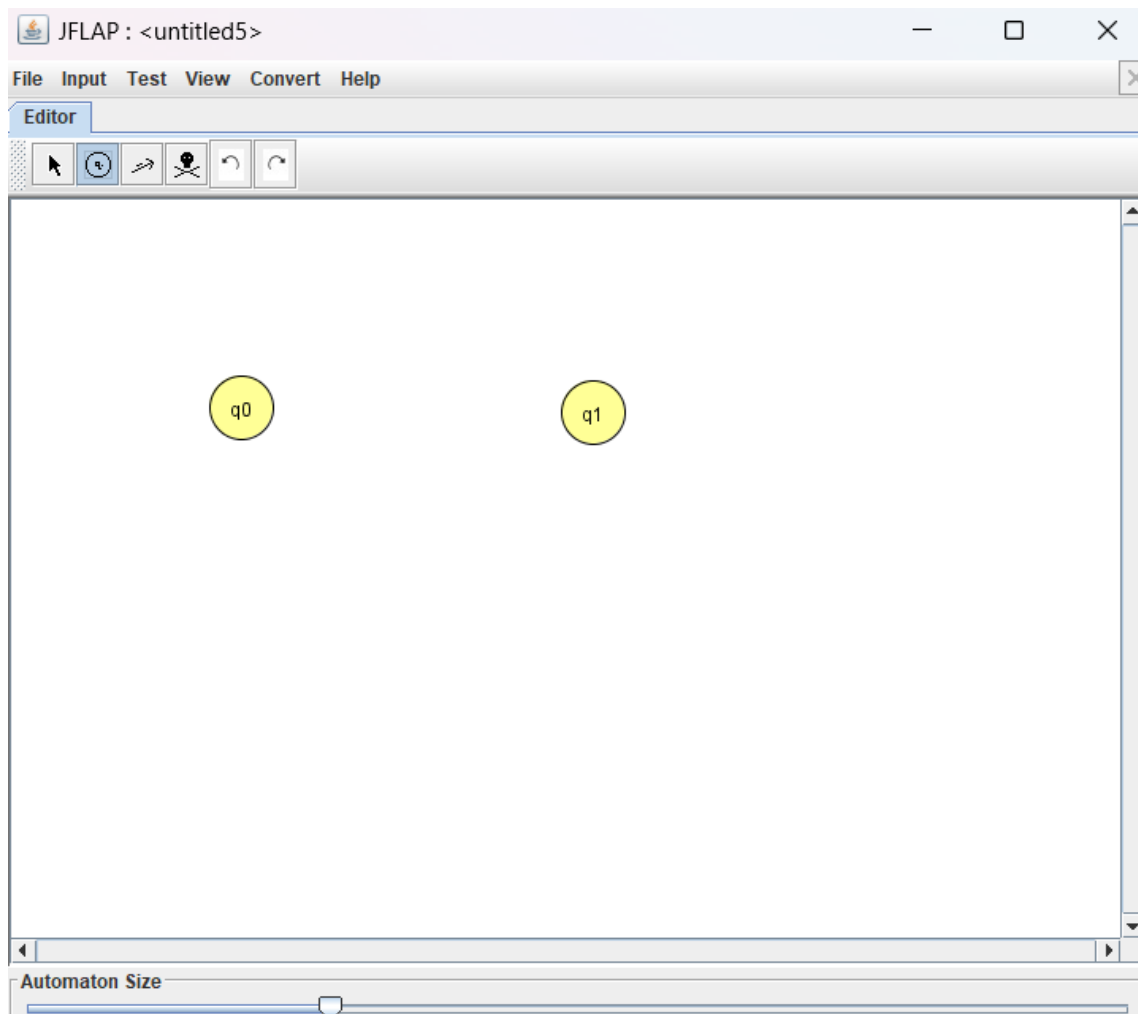 JFLAP : <untitled5>
File Input Test View Convert Help
Editor
q0
q1
Automaton Size